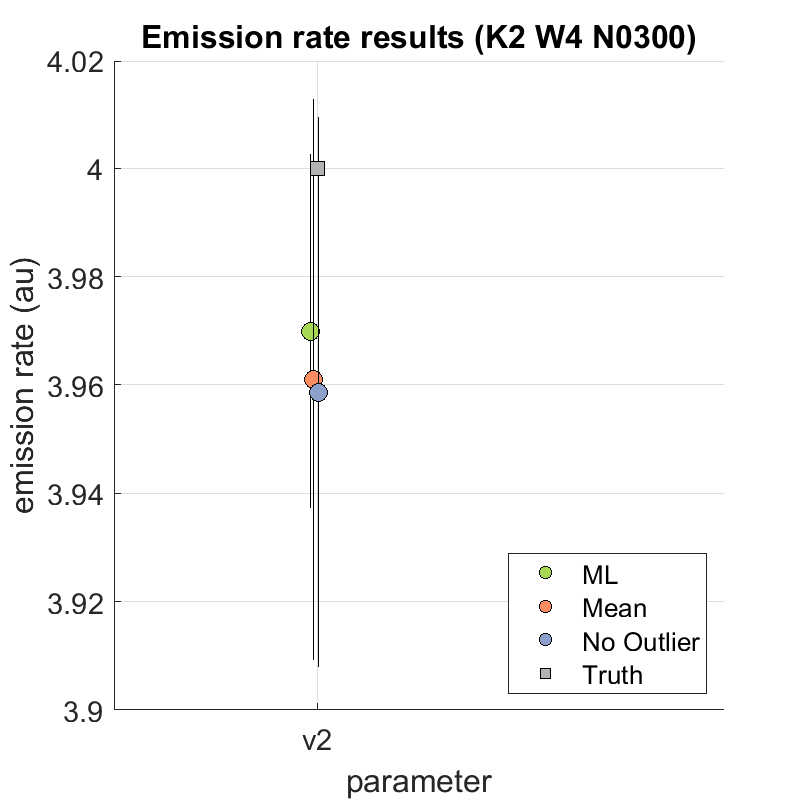 Emission rate results (K2 W4 N0300)
4.02
4
3.98
3.96
3.94
3.92
3.9
emission rate (au)
v2
parameter
ML
Mean
No Outlier
Truth